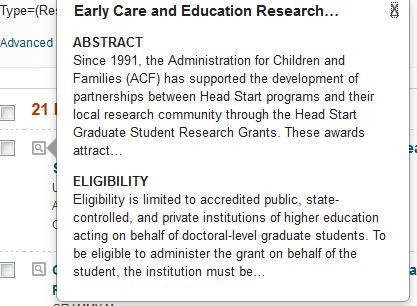 Type=(Res
Early Care and Education Research…
Advanced
ABSTRACT
Since 1991, the Administration for Children and
Families (ACF) has supported the development of
partnerships between Head Start programs and their
local research community through the Head Start
Graduate Student Research Grants. These awards
attract…
21
ELIGIBILITY
Eligibility is limited to accredited public, state-
controlled, and private institutions of higher education
acting on behalf of doctoral-level graduate students. To
be eligible to administer the grant on behalf of the
student, the institution must be…